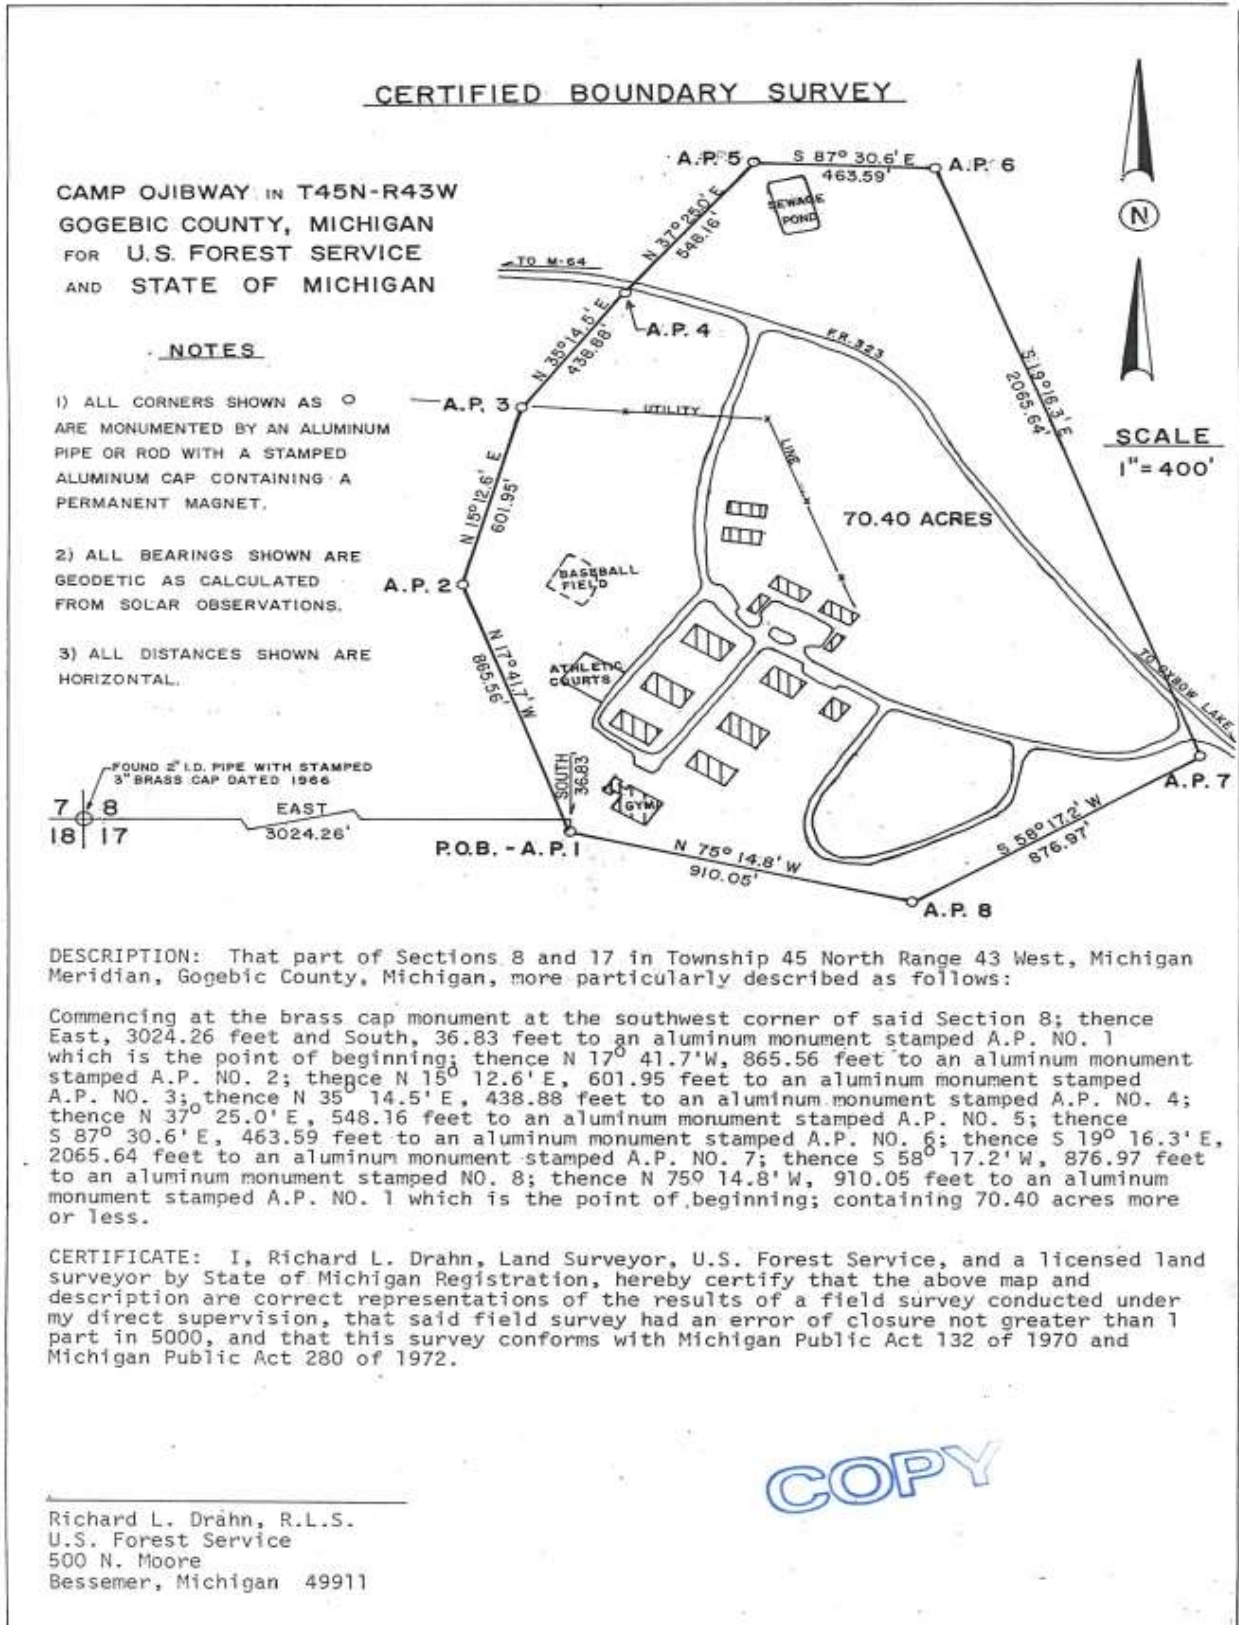 CERTIFIED BOUNDARY SURVEY
CAMP OJIBWAY IN T45N-R43W
GOGEBIC COUNTY, MICHIGAN
FOR U.S. FOREST SERVICE
AND STATE OF MICHIGAN
NOTES
1) ALL CORNERS SHOWN AS O
ARE MONUMENTED BY AN ALUMINUM
PIPE OR ROD WITH A STAMPED
ALUMINUM CAP CONTAINING A
PERMANENT MAGNET.
2) ALL BEARINGS SHOWN ARE
GEODETIC AS CALCULATED
FROM SOLAR OBSERVATIONS.
3) ALL DISTANCES SHOWN ARE
HORIZONTAL.
A.P. 5
S 87° 30.6' E
463.59'
A.P. 6
SEWAGE
POND
N 37° 25.0' E
548.16'
TO M-64
A.P. 4
F.R. 323
N 35° 14.5' E
438.88'
A.P. 3
UTILITY
LINE
S 19° 16.3' E
2065.64'
N
SCALE
1" = 400'
70.40 ACRES
N 15° 12.6' E
601.95'
A.P. 2
BASEBALL
FIELD
N 17° 41.7' W
865.56'
ATHLETIC
COURTS
TO OXBOW LAKE
A.P. 7
FOUND 2" I.D. PIPE WITH STAMPED
3" BRASS CAP DATED 1966
7 8
18 17
EAST
3024.26'
SOUTH
36.83'
GYM
P.O.B. - A.P. 1
N 75° 14.8' W
910.05'
S 58° 17.2' W
876.97'
A.P. 8
DESCRIPTION: That part of Sections 8 and 17 in Township 45 North Range 43 West, Michigan
Meridian, Gogebic County, Michigan, more particularly described as follows:
Commencing at the brass cap monument at the southwest corner of said Section 8; thence
East, 3024.26 feet and South, 36.83 feet to an aluminum monument stamped A.P. NO. 1
which is the point of beginning; thence N 17° 41.7'W, 865.56 feet to an aluminum monument
stamped A.P. NO. 2; thence N 15° 12.6' E, 601.95 feet to an aluminum monument stamped
A.P. NO. 3; thence N 35° 14.5' E, 438.88 feet to an aluminum monument stamped A.P. NO. 4;
thence N 37° 25.0' E, 548.16 feet to an aluminum monument stamped A.P. NO. 5; thence
S 87° 30.6' E, 463.59 feet to an aluminum monument stamped A.P. NO. 6; thence S 19° 16.3' E,
2065.64 feet to an aluminum monument stamped A.P. NO. 7; thence S 58° 17.2' W, 876.97 feet
to an aluminum monument stamped NO. 8; thence N 75° 14.8' W, 910.05 feet to an aluminum
monument stamped A.P. NO. 1 which is the point of beginning; containing 70.40 acres more
or less.
CERTIFICATE: I, Richard L. Drahn, Land Surveyor, U.S. Forest Service, and a licensed land
surveyor by State of Michigan Registration, hereby certify that the above map and
description are correct representations of the results of a field survey conducted under
my direct supervision, that said field survey had an error of closure not greater than 1
part in 5000, and that this survey conforms with Michigan Public Act 132 of 1970 and
Michigan Public Act 280 of 1972.
COPY
Richard L. Drahn, R.L.S.
U.S. Forest Service
500 N. Moore
Bessemer, Michigan 49911